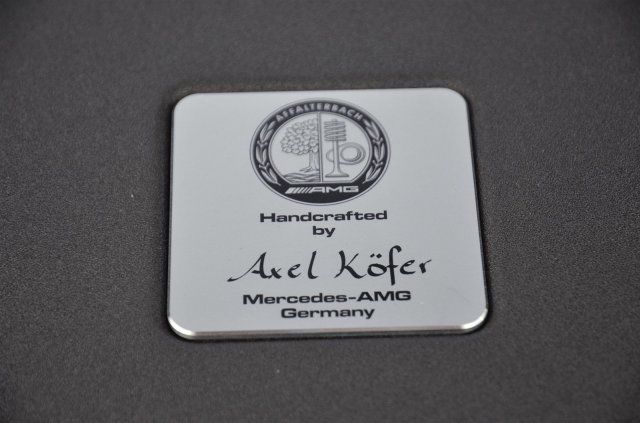 AFFALTERBACH
AMG
Handcrafted
by
Axel Köfer
Mercedes-AMG
Germany